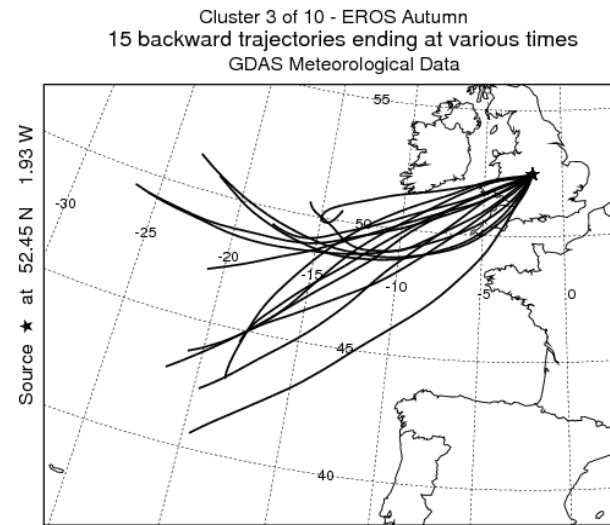 Cluster 3 of 10 - EROS Autumn
15 backward trajectories ending at various times
GDAS Meteorological Data
Source ★ at 52.45 N 1.93 W
55
-30
-25
50
-20
-15
-10
-5
0
45
40